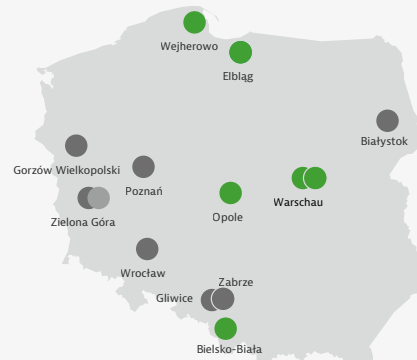 Wejherowo
Elbląg
Białystok
Gorzów Wielkopolski
Poznań
Warschau
Zielona Góra
Opole
Wrocław
Zabrze
Gliwice
Bielsko-Biała